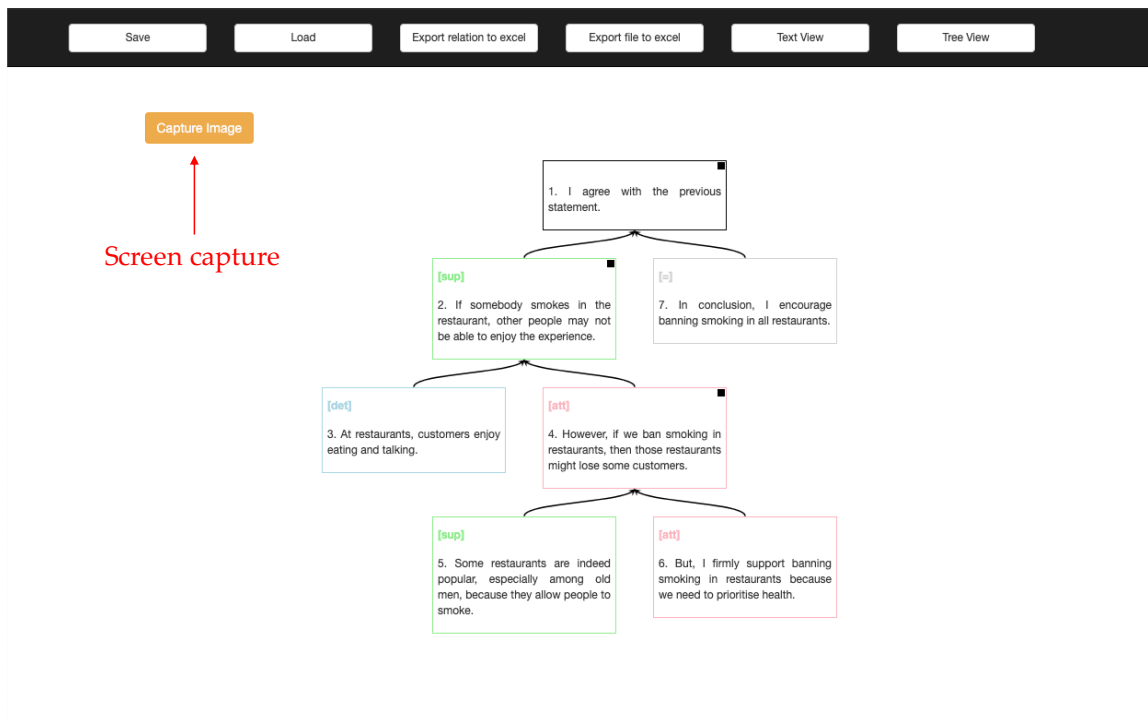 Save Load Export relation to excel Export file to excel Text View Tree View
Capture Image
Screen capture
1. I agree with the previous
statement.
[sup]
2. If somebody smokes in the
restaurant, other people may not
be able to enjoy the experience.
[=]
7. In conclusion, I encourage
banning smoking in all restaurants.
[det]
3. At restaurants, customers enjoy
eating and talking.
[att]
4. However, if we ban smoking in
restaurants, then those restaurants
might lose some customers.
[sup]
5. Some restaurants are indeed
popular, especially among old
men, because they allow people to
smoke.
[att]
6. But, I firmly support banning
smoking in restaurants because
we need to prioritise health.